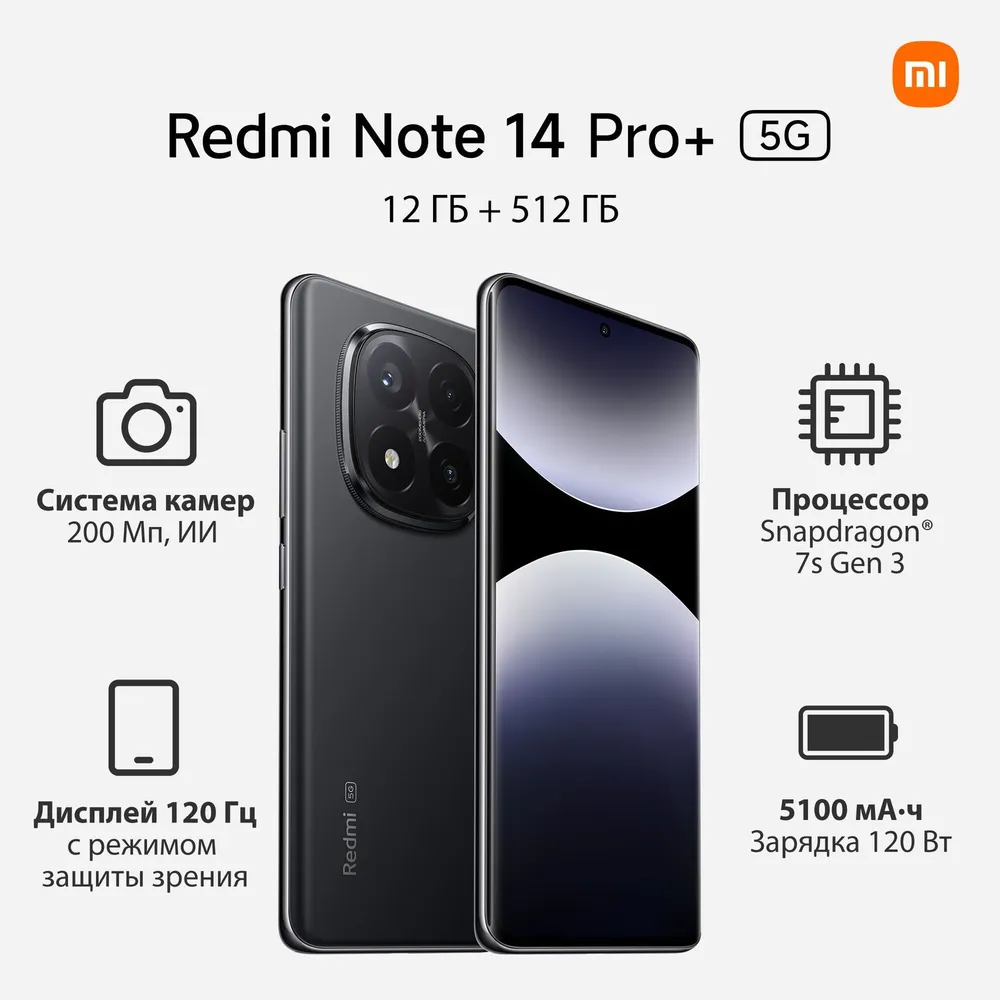 mi
Redmi Note 14 Pro+ 5G
12 ГБ + 512 ГБ
Система камер
200 Мп, ИИ
Процессор
Snapdragon®
7s Gen 3
Дисплей 120 Гц
с режимом
защиты зрения
5100 мА·ч
Зарядка 120 Вт
Redmi 5G